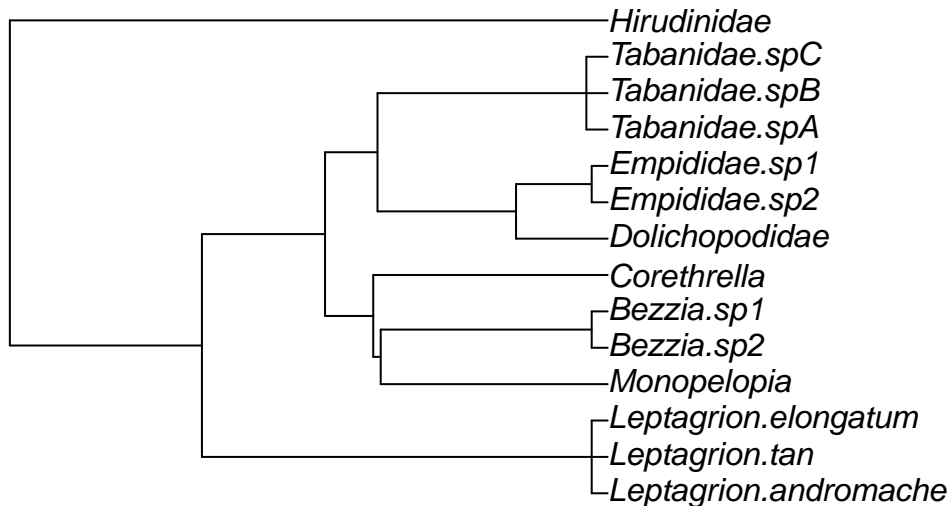 Hirudinidae
Tabanidae.spC
Tabanidae.spB
Tabanidae.spA
Empididae.sp1
Empididae.sp2
Dolichopodidae
Corethrella
Bezzia.sp1
Bezzia.sp2
Monopelopia
Leptagrion.elongatum
Leptagrion.tan
Leptagrion.andromache